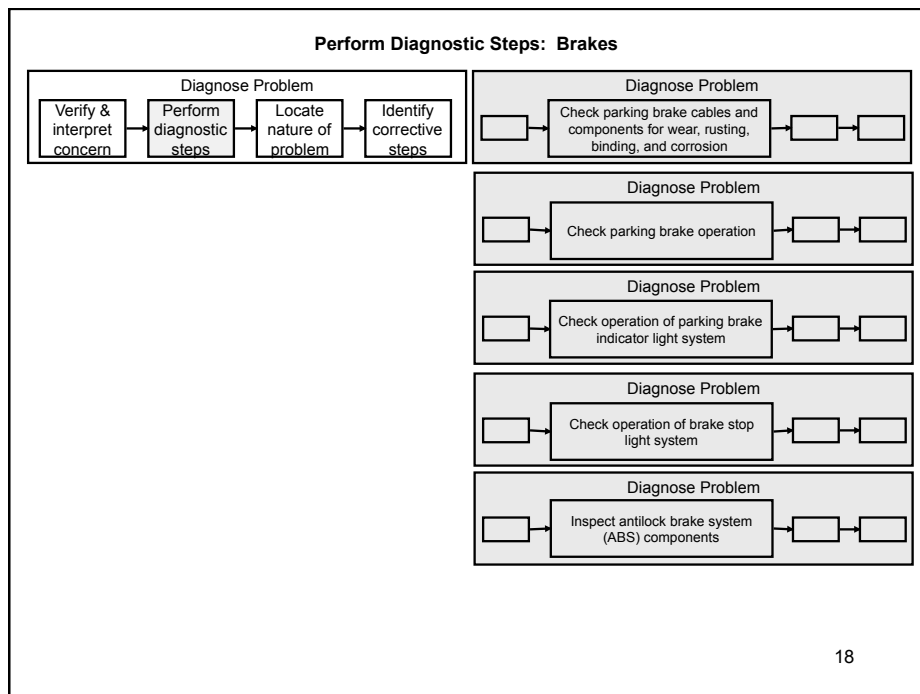 Perform Diagnostic Steps:  Brakes
Diagnose Problem
Verify &
interpret
concern
Perform
diagnostic
steps
Locate
nature of
problem
Identify
corrective
steps
Diagnose Problem
Check parking brake cables and
components for wear, rusting,
binding, and corrosion
Diagnose Problem
Check parking brake operation
Diagnose Problem
Check operation of parking brake
indicator light system
Diagnose Problem
Check operation of brake stop
light system
Diagnose Problem
Inspect antilock brake system
(ABS) components
18